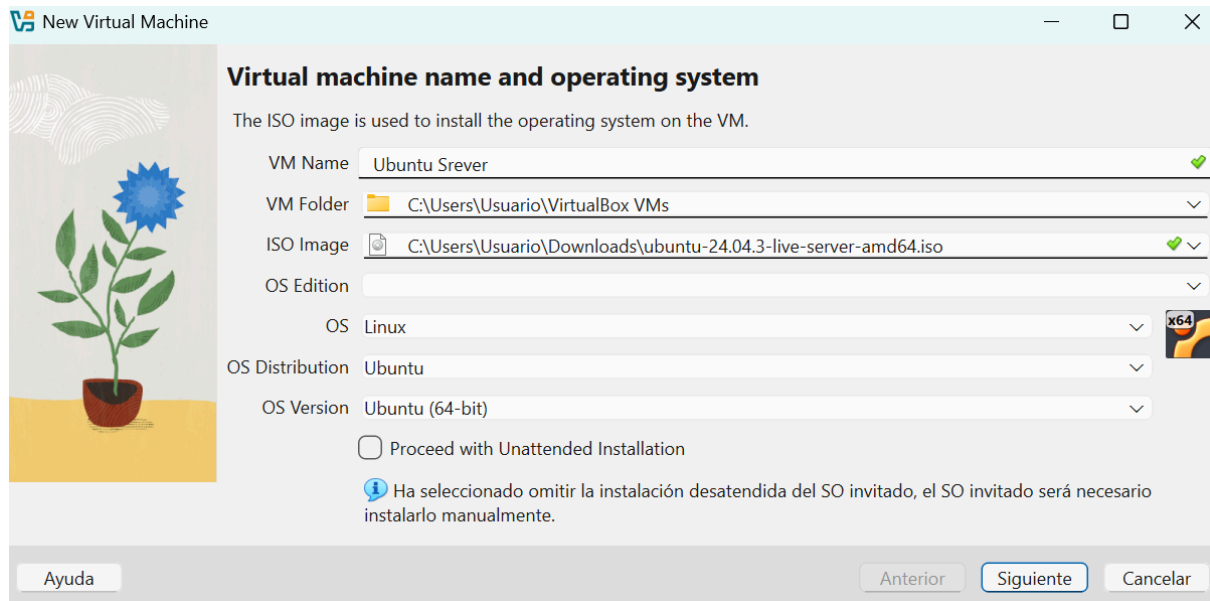 New Virtual Machine
Virtual machine name and operating system
The ISO image is used to install the operating system on the VM.
VM Name Ubuntu Srever
VM Folder C:\Users\Usuario\VirtualBox VMs
ISO Image C:\Users\Usuario\Downloads\ubuntu-24.04.3-live-server-amd64.iso
OS Edition
OS Linux
x64
OS Distribution Ubuntu
OS Version Ubuntu (64-bit)
Proceed with Unattended Installation
Ha seleccionado omitir la instalación desatendida del SO invitado, el SO invitado será necesario
instalarlo manualmente.
Ayuda Anterior Siguiente Cancelar